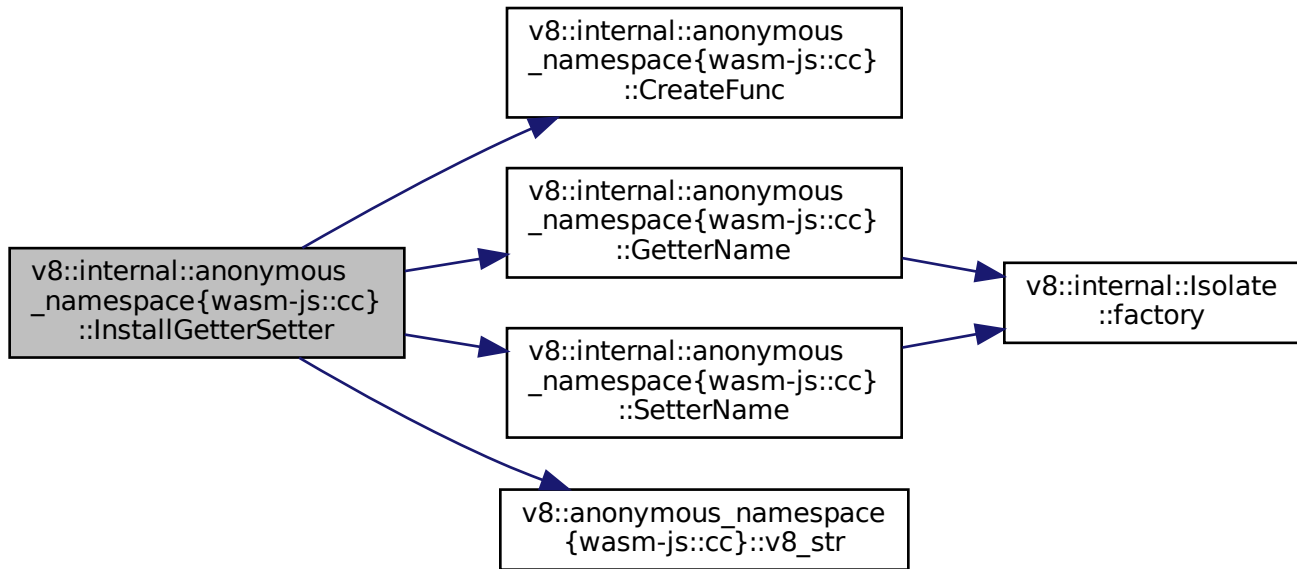 v8::internal::anonymous
_namespace{wasm-js::cc}
::InstallGetterSetter
v8::internal::anonymous
_namespace{wasm-js::cc}
::CreateFunc
v8::internal::anonymous
_namespace{wasm-js::cc}
::GetterName
v8::internal::anonymous
_namespace{wasm-js::cc}
::SetterName
v8::anonymous_namespace
{wasm-js::cc}::v8_str
v8::internal::Isolate
::factory